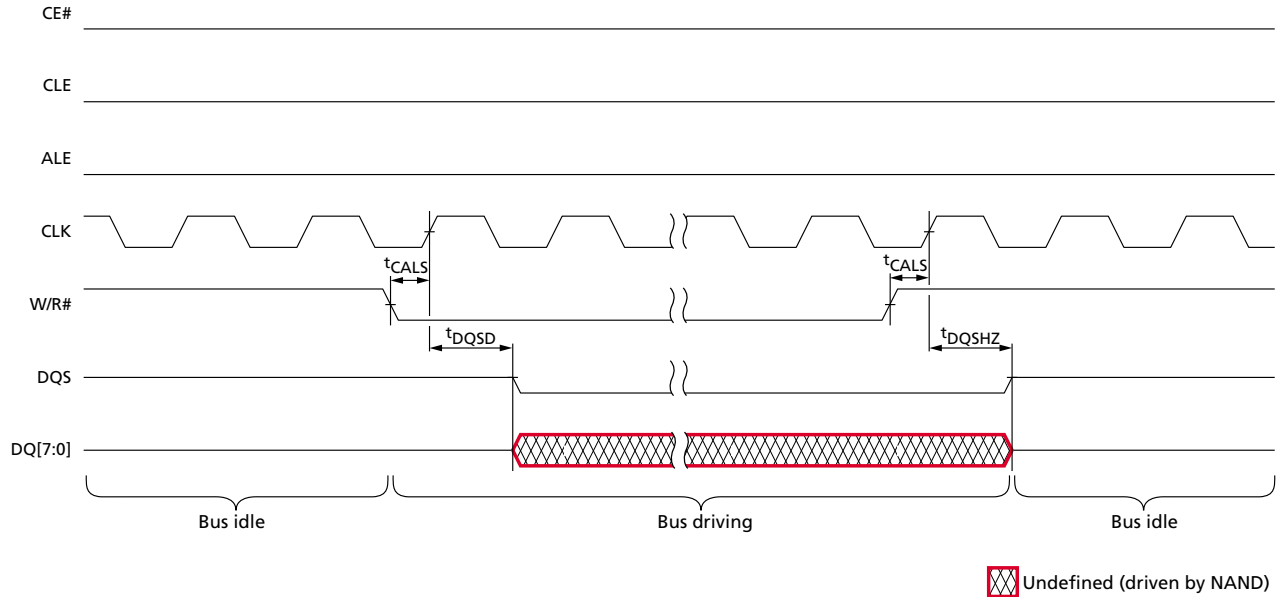 CE#
CLE
ALE
CLK
tCALS tCALS
W/R#
tDQSD tDQSHZ
DQS
DQ[7:0]
Bus idle Bus driving Bus idle
Undefined (driven by NAND)